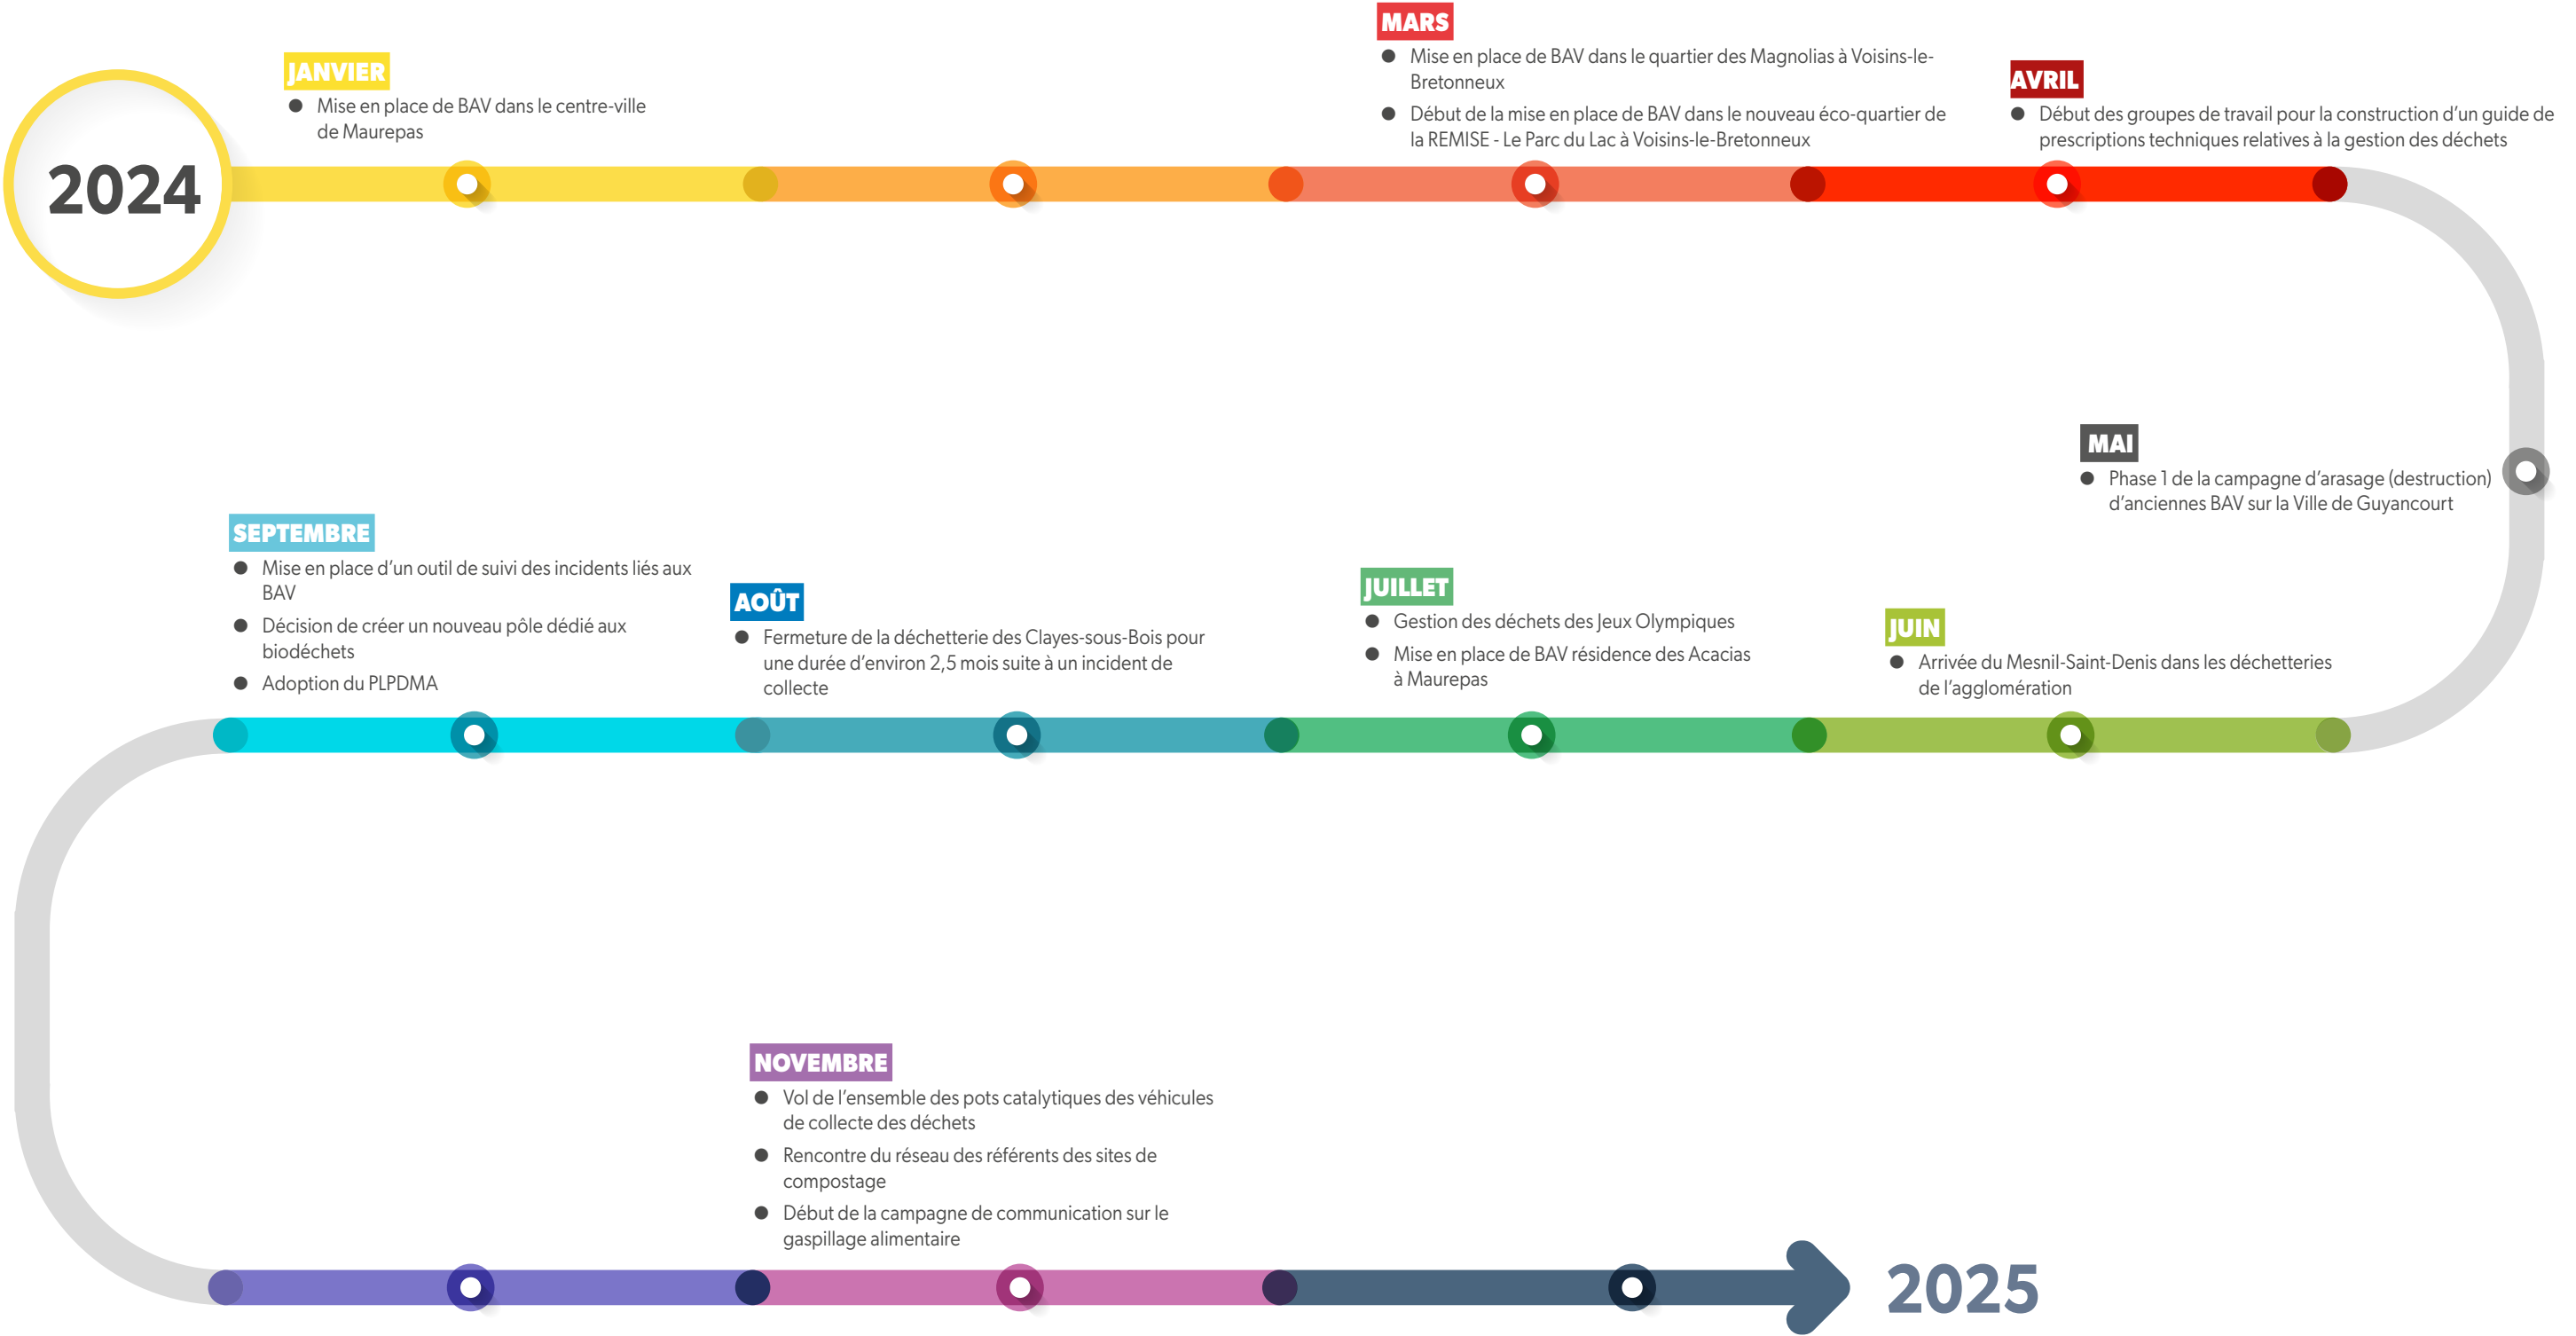 2024
JANVIER
● Mise en place de BAV dans le centre-ville
de Maurepas
MARS
● Mise en place de BAV dans le quartier des Magnolias à Voisins-le-
Bretonneux
● Début de la mise en place de BAV dans le nouveau éco-quartier de
la REMISE - Le Parc du Lac à Voisins-le-Bretonneux
AVRIL
● Début des groupes de travail pour la construction d’un guide de
prescriptions techniques relatives à la gestion des déchets
MAI
● Phase 1 de la campagne d’arasage (destruction)
d’anciennes BAV sur la Ville de Guyancourt
JUIN
● Arrivée du Mesnil-Saint-Denis dans les déchetteries
de l’agglomération
JUILLET
● Gestion des déchets des Jeux Olympiques
● Mise en place de BAV résidence des Acacias
à Maurepas
AOÛT
● Fermeture de la déchetterie des Clayes-sous-Bois pour
une durée d’environ 2,5 mois suite à un incident de
collecte
SEPTEMBRE
● Mise en place d’un outil de suivi des incidents liés aux
BAV
● Décision de créer un nouveau pôle dédié aux
biodéchets
● Adoption du PLPDMA
NOVEMBRE
● Vol de l’ensemble des pots catalytiques des véhicules
de collecte des déchets
● Rencontre du réseau des référents des sites de
compostage
● Début de la campagne de communication sur le
gaspillage alimentaire
2025